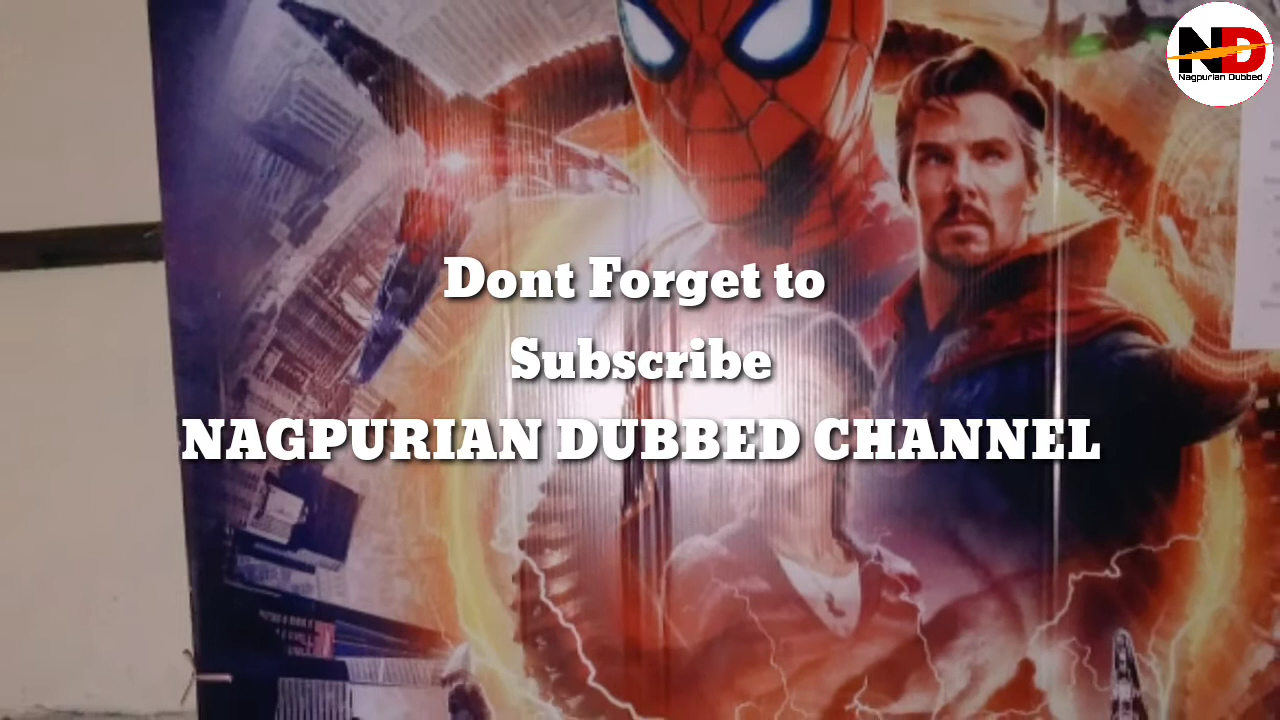 ND
Nagpurian Dubbed
Dont Forget to
Subscribe
NAGPURIAN DUBBED CHANNEL